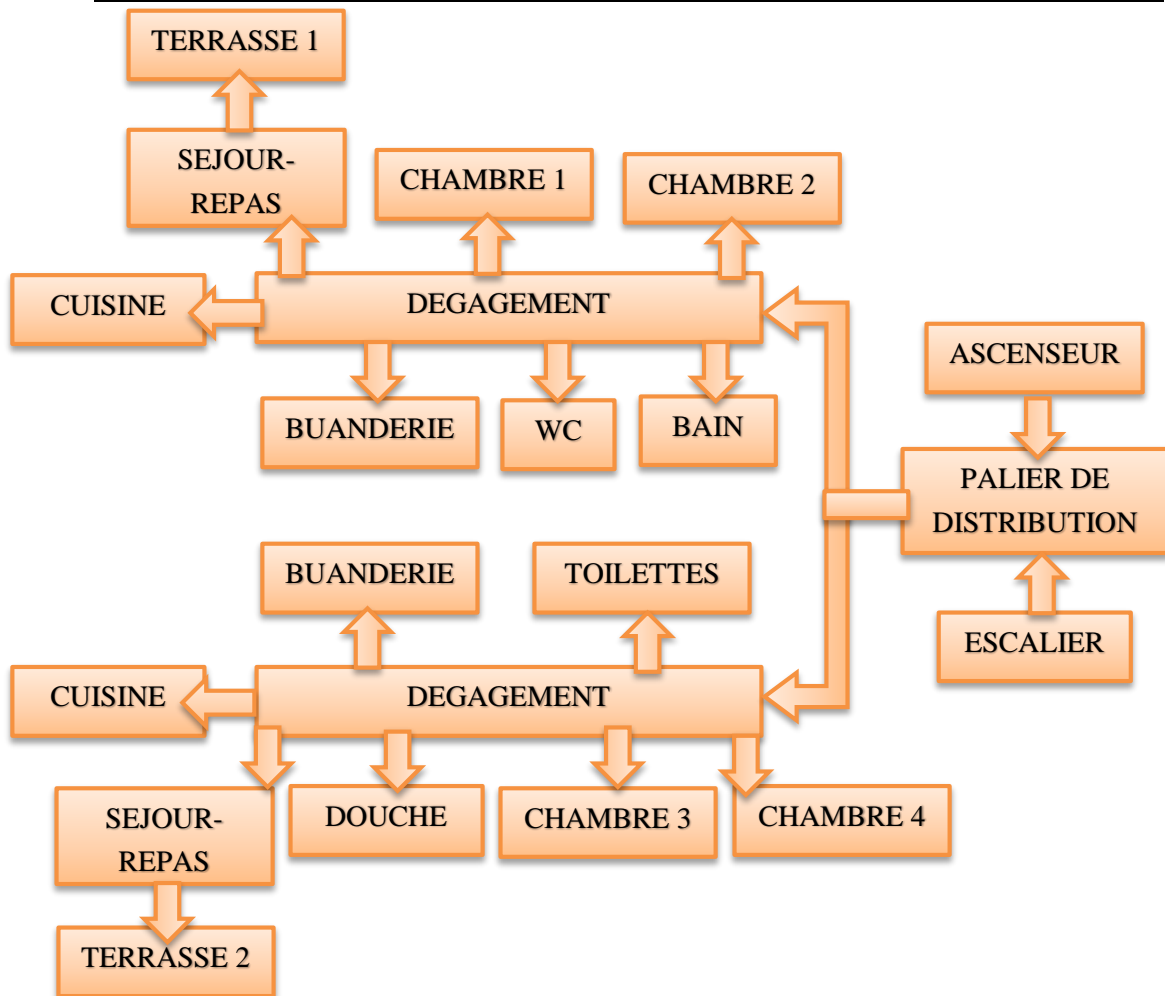 TERRASSE 1
SEJOUR-
REPAS
CHAMBRE 1
CHAMBRE 2
CUISINE
DEGAGEMENT
ASCENSEUR
BUANDERIE
WC
BAIN
PALIER DE
DISTRIBUTION
BUANDERIE
TOILETTES
ESCALIER
CUISINE
DEGAGEMENT
SEJOUR-
REPAS
DOUCHE
CHAMBRE 3
CHAMBRE 4
TERRASSE 2